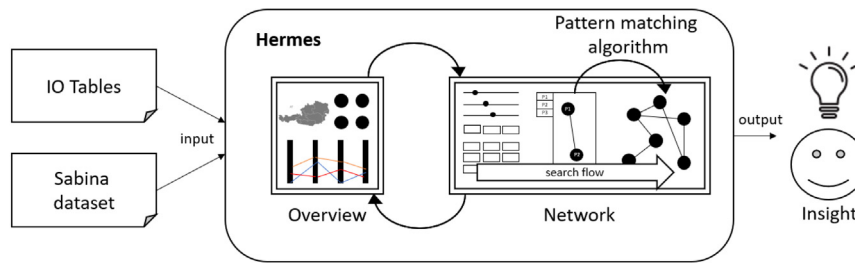 Hermes
Pattern matching
algorithm
IO Tables
Sabina
dataset
input
P1
P2
P3
P1
P2
search flow
output
Overview
Network
Insight